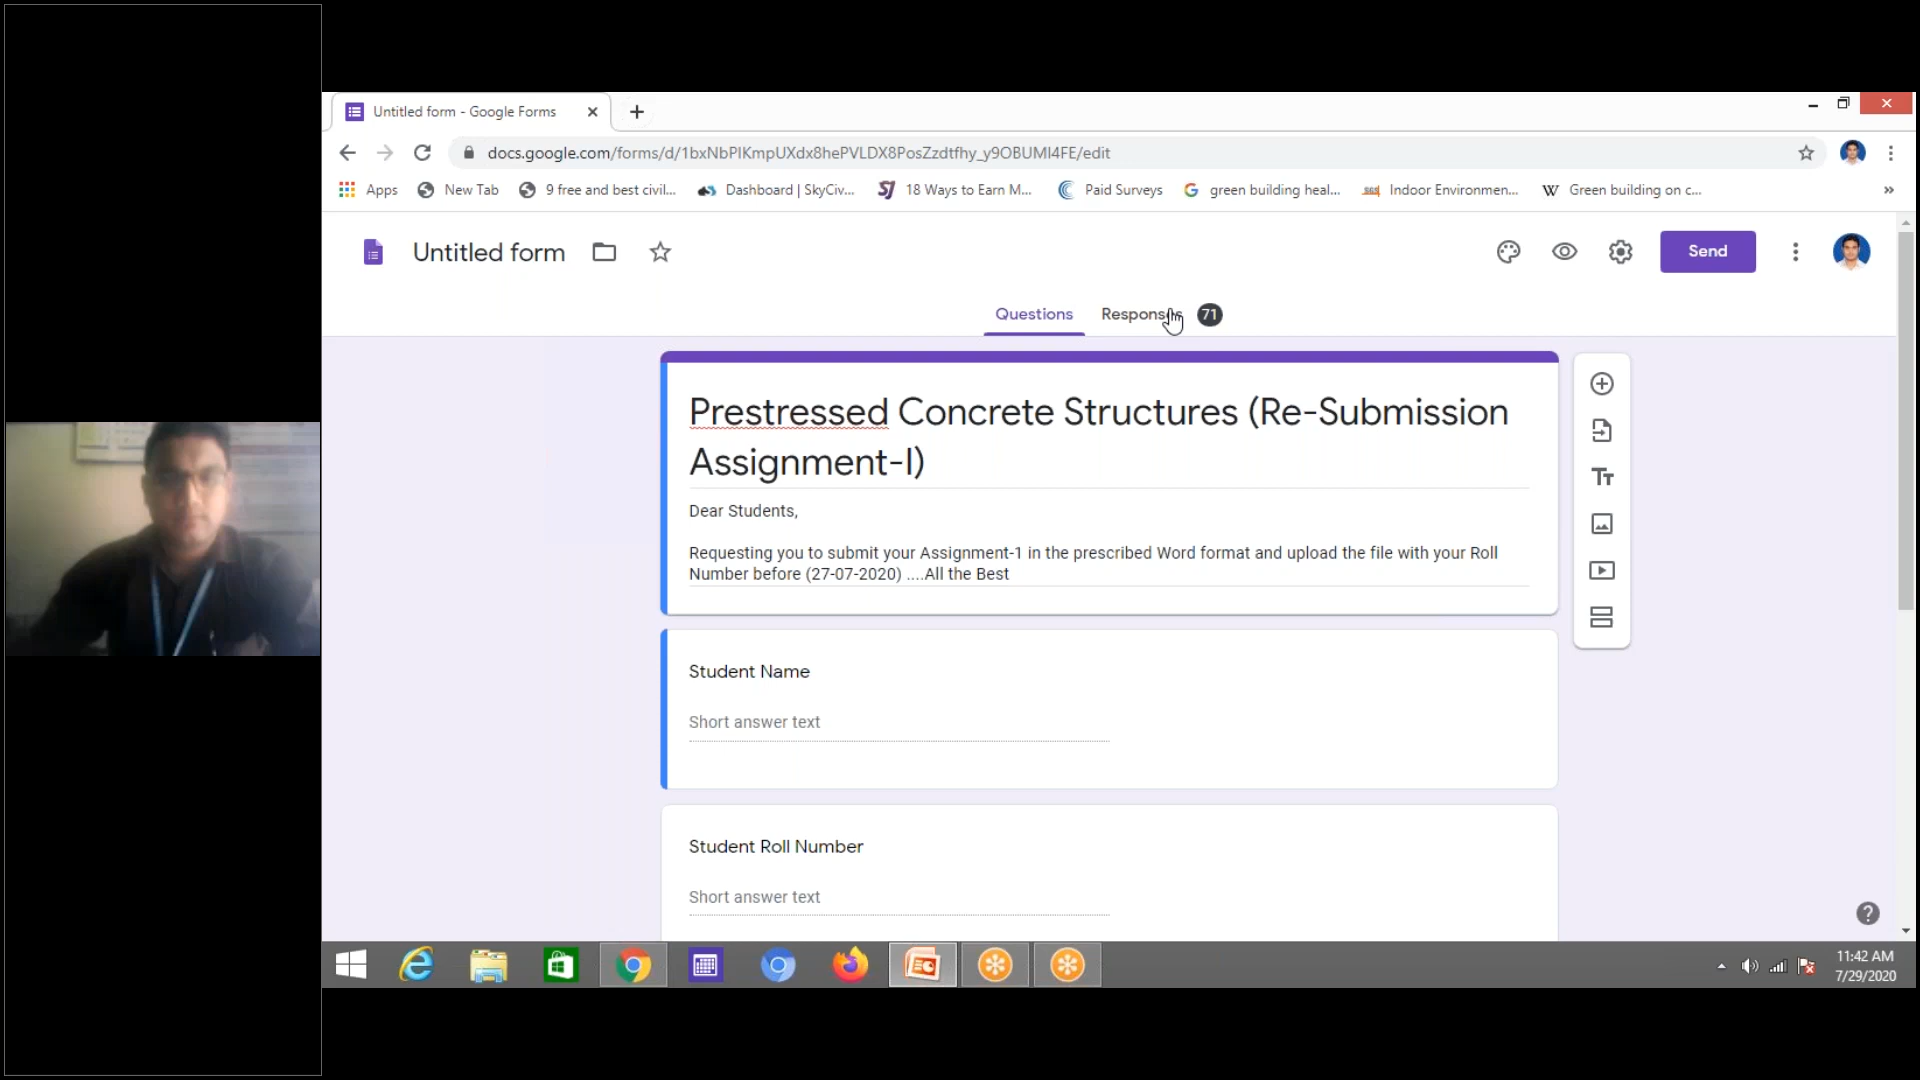 Untitled form - Google Forms
docs.google.com/forms/d/1bxNbPIKmpUXdx8hePVLDX8PosZzdtfhy_y9OBUMI4FE/edit
Apps New Tab 9 free and best civil... Dashboard | SkyCiv... 18 Ways to Earn M... Paid Surveys green building heal... Indoor Environmen... Green building on c... »
Untitled form
Send
Questions Responses 71
Prestressed Concrete Structures (Re-Submission
Assignment-I)
Dear Students,
Requesting you to submit your Assignment-1 in the prescribed Word format and upload the file with your Roll
Number before (27-07-2020) ....All the Best
Tт
Student Name
Short answer text
Student Roll Number
Short answer text
11:42 AM
7/29/2020